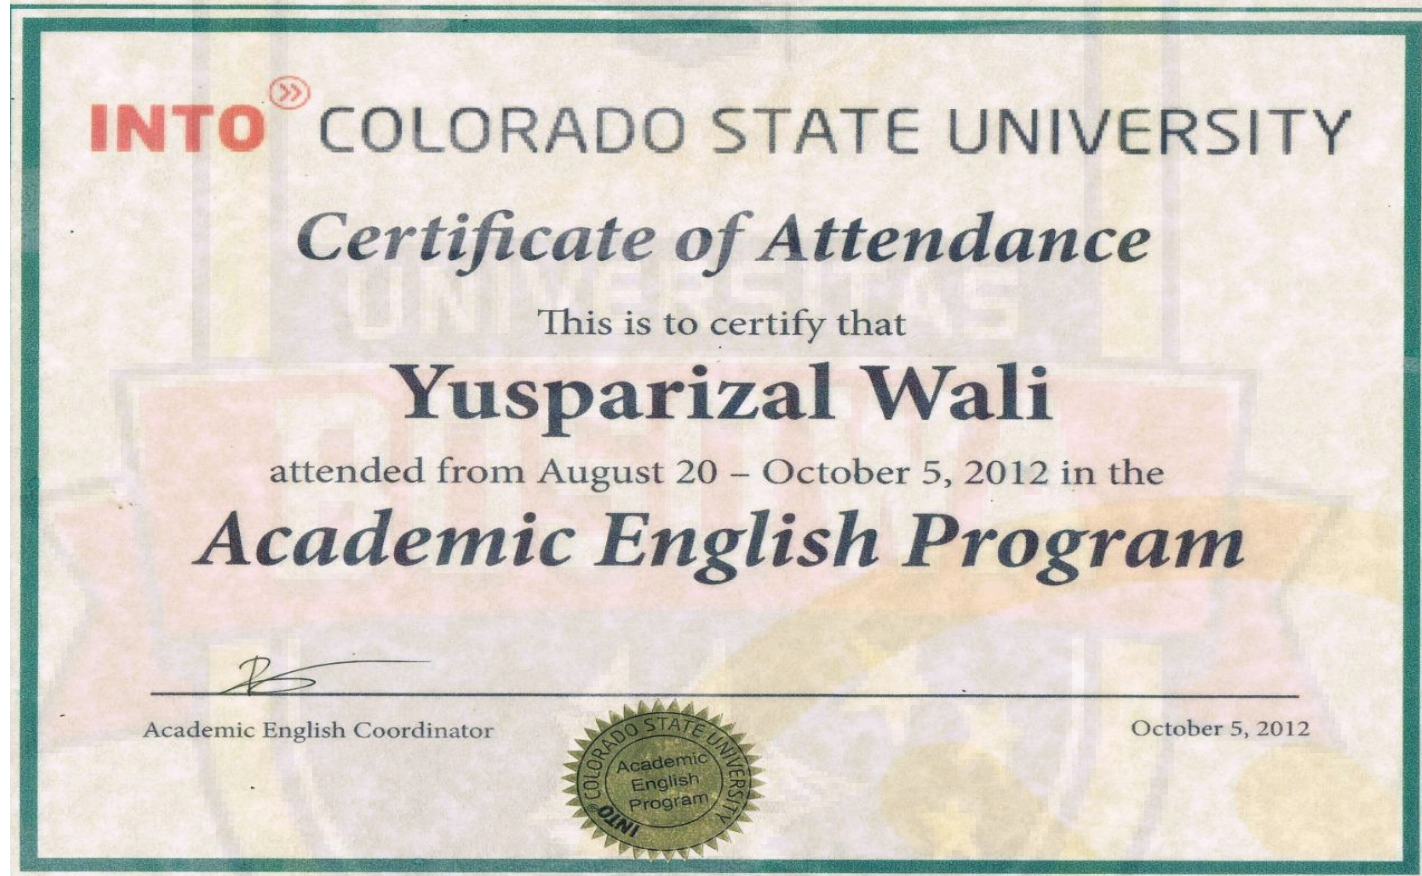 INTO » COLORADO STATE UNIVERSITY
Certificate of Attendance
UNIVERSITAS
This is to certify that
Yusparizal Wali
attended from August 20 – October 5, 2012 in the
Academic English Program
Academic English Coordinator
October 5, 2012
INTO » COLORADO STATE UNIVERSITY
Academic
English
Program